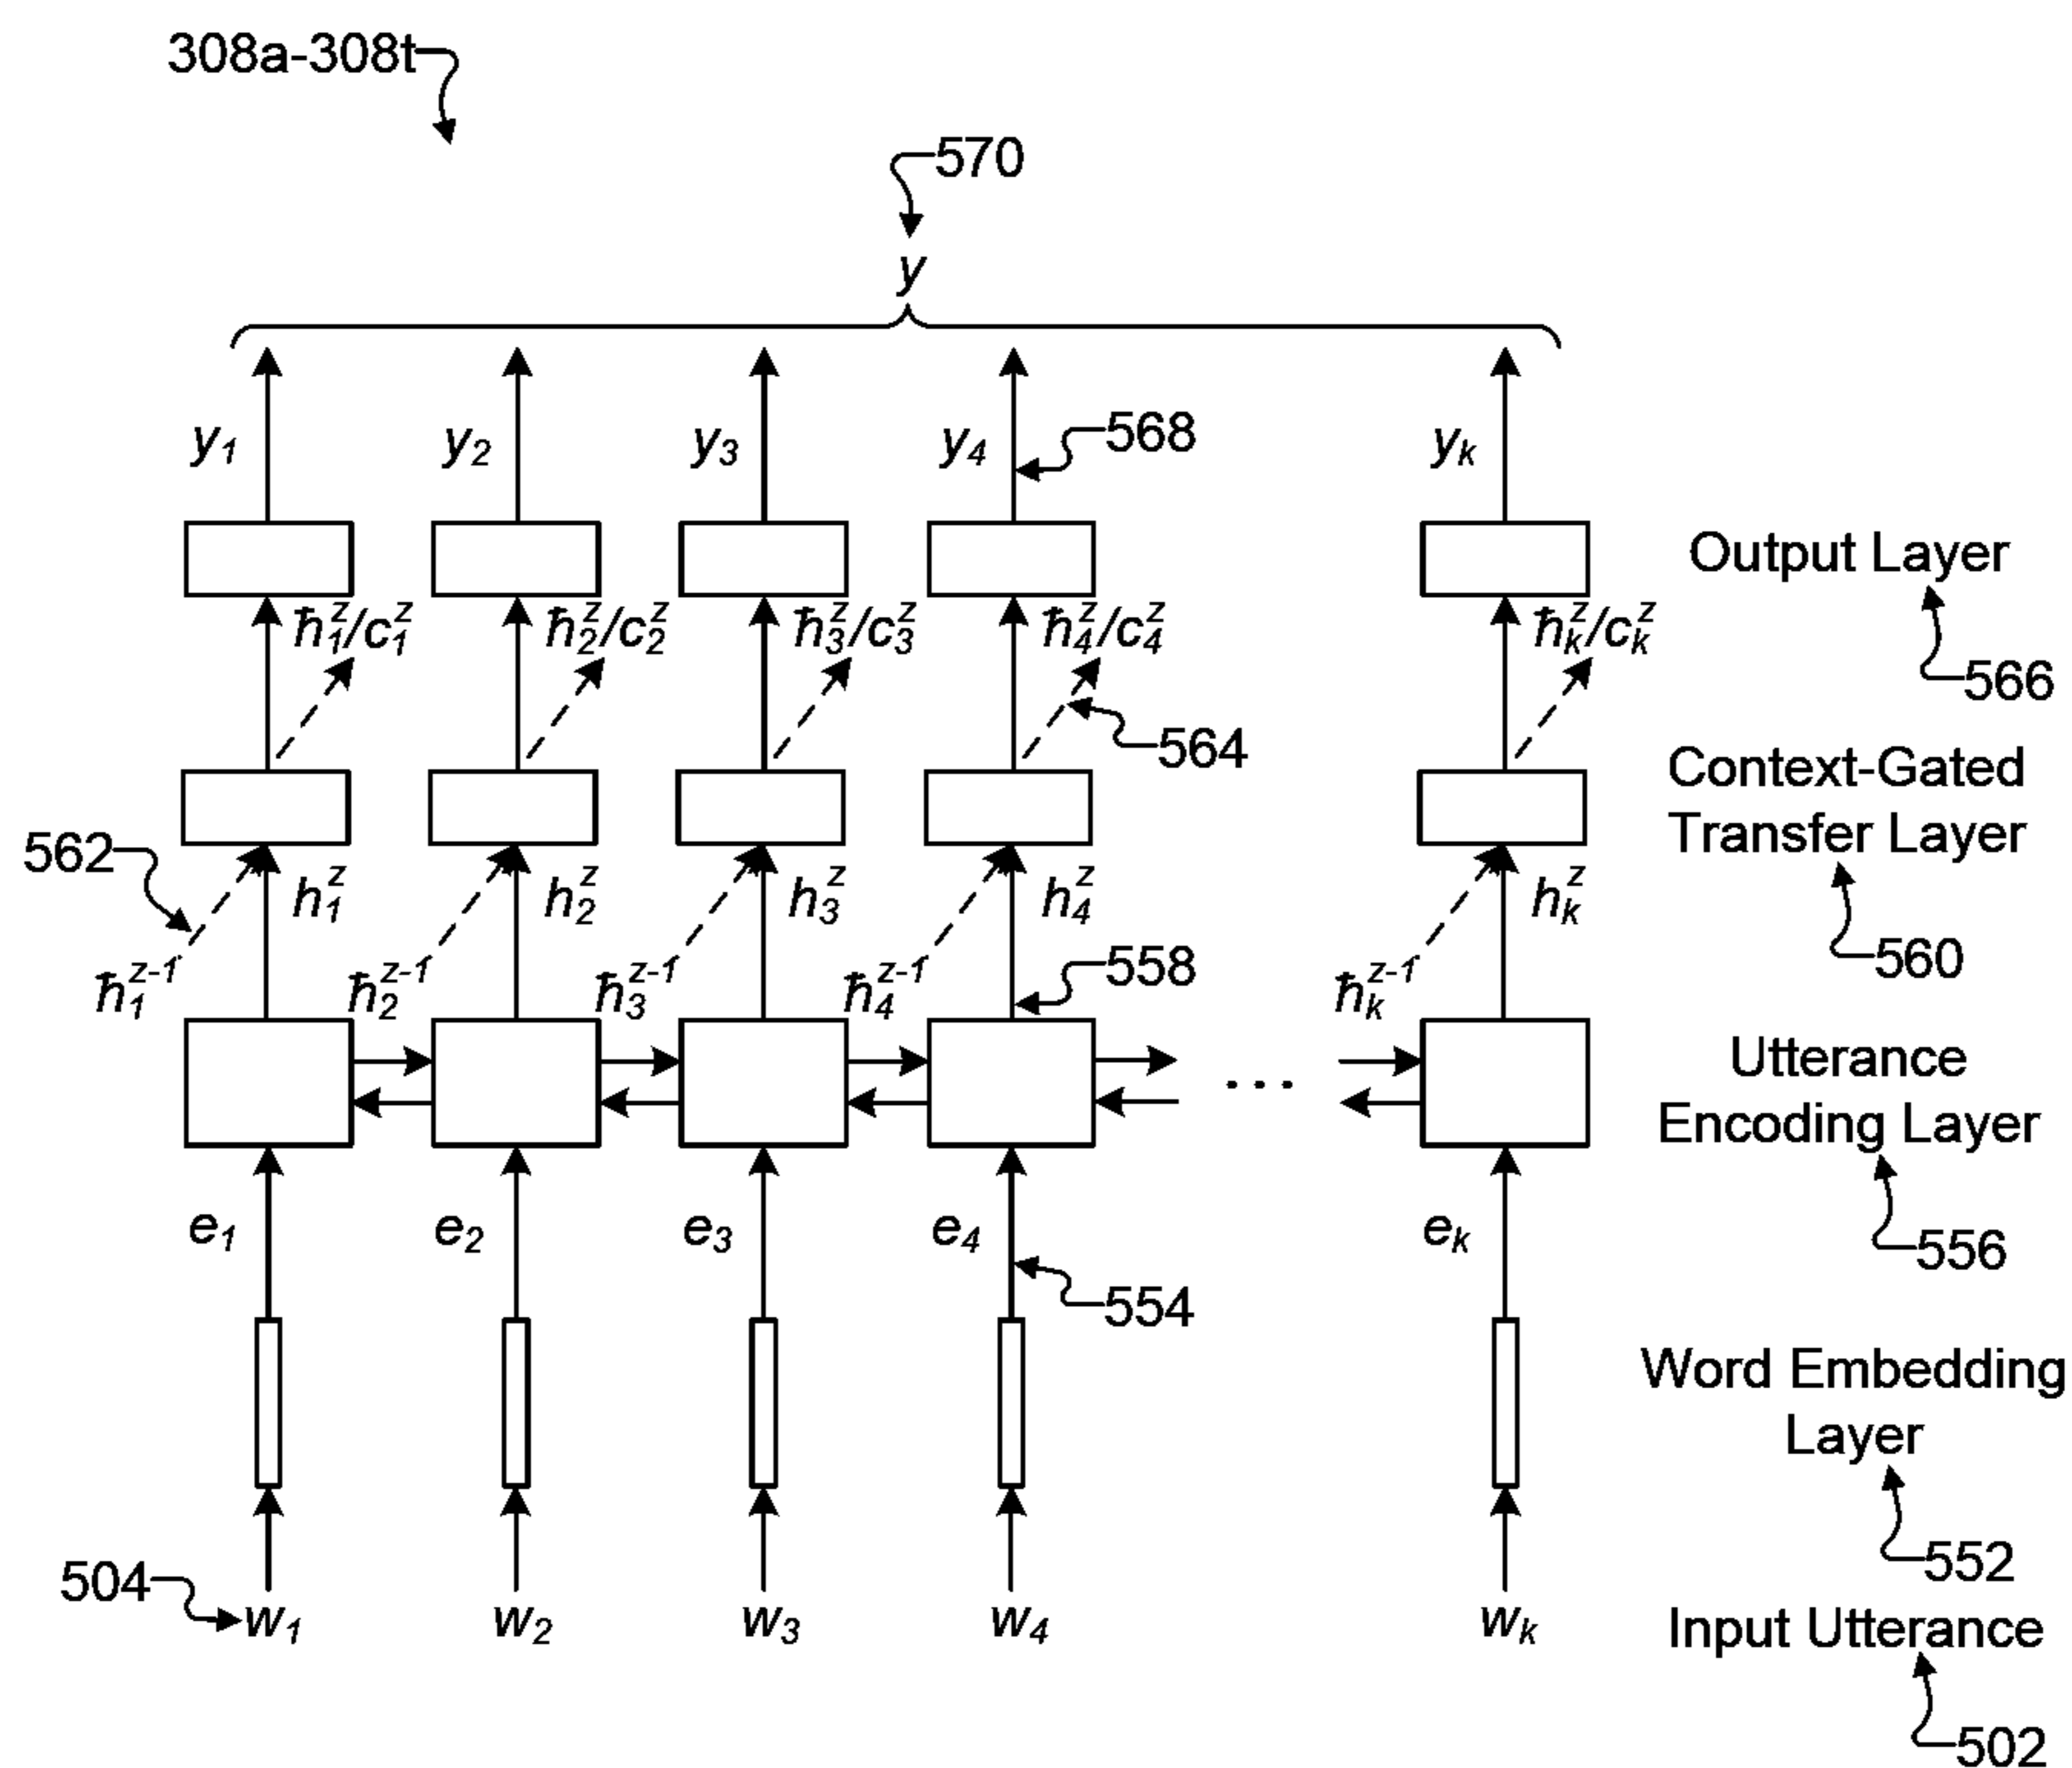 308a-308t
570
y
y₁ y₂ y₃ y₄ 568 yₖ
Output Layer
ħ₁ᶻ/c₁ᶻ ħ₂ᶻ/c₂ᶻ ħ₃ᶻ/c₃ᶻ ħ₄ᶻ/c₄ᶻ ħₖᶻ/cₖᶻ
566
564
Context-Gated
Transfer Layer
562
h₁ᶻ h₂ᶻ h₃ᶻ h₄ᶻ hₖᶻ
560
558
ħ₁ᶻ⁻¹ ħ₂ᶻ⁻¹ ħ₃ᶻ⁻¹ ħ₄ᶻ⁻¹ ħₖᶻ⁻¹
Utterance
Encoding Layer
...
e₁ e₂ e₃ e₄ eₖ
556
554
Word Embedding
Layer
552
504
w₁ w₂ w₃ w₄ wₖ
Input Utterance
502